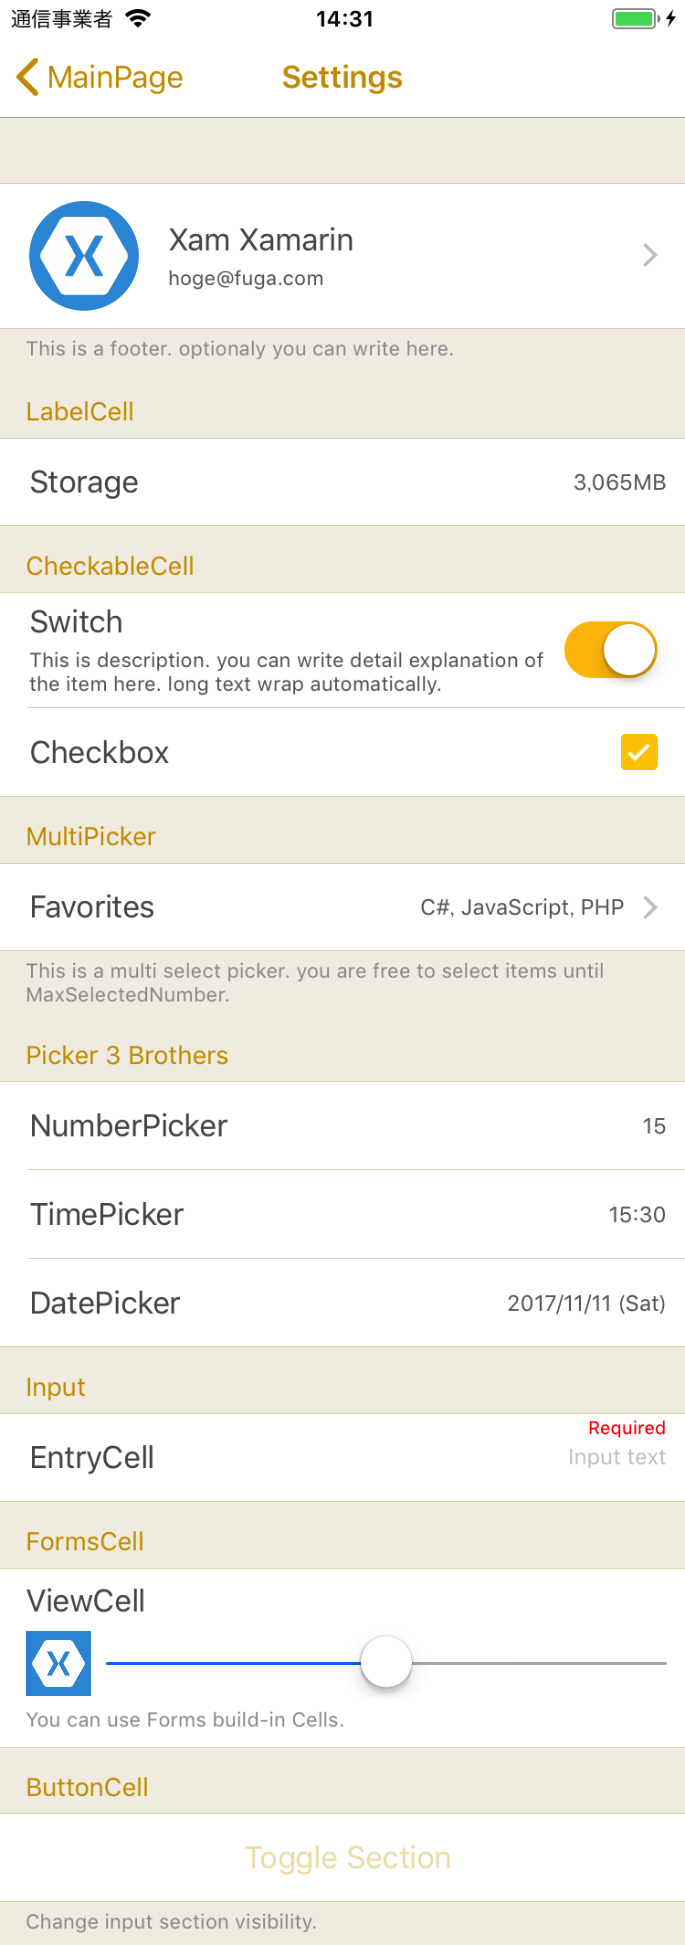 通信事業者 14:31
MainPage Settings
Xam Xamarin
hoge@fuga.com
This is a footer. optionaly you can write here.
LabelCell
Storage 3,065MB
CheckableCell
Switch
This is description. you can write detail explanation of
the item here. long text wrap automatically.
Checkbox
MultiPicker
Favorites C#, JavaScript, PHP
This is a multi select picker. you are free to select items until
MaxSelectedNumber.
Picker 3 Brothers
NumberPicker 15
TimePicker 15:30
DatePicker 2017/11/11 (Sat)
Input
Required
EntryCell Input text
FormsCell
ViewCell
You can use Forms build-in Cells.
ButtonCell
Toggle Section
Change input section visibility.